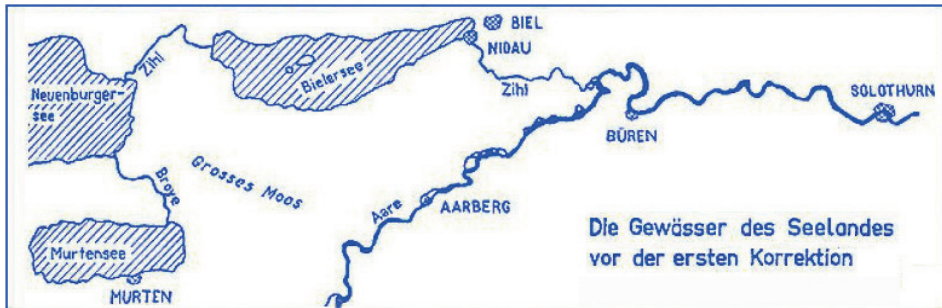 BIEL
NIDAU
Zihl
Bielersee
Neuenburger-
see
Zihl
SOLOTHURN
BÜREN
Broye
Grosses Moos
Aare
AARBERG
Murtensee
MURTEN
Die Gewässer des Seelandes
vor der ersten Korrektion